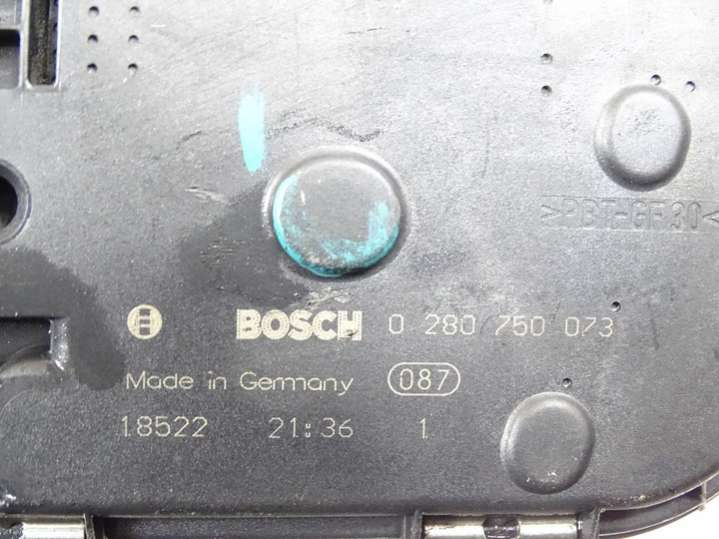 >PBT-GF30<
BOSCH 0 280 750 073
Made in Germany 087
18522 21:36 1